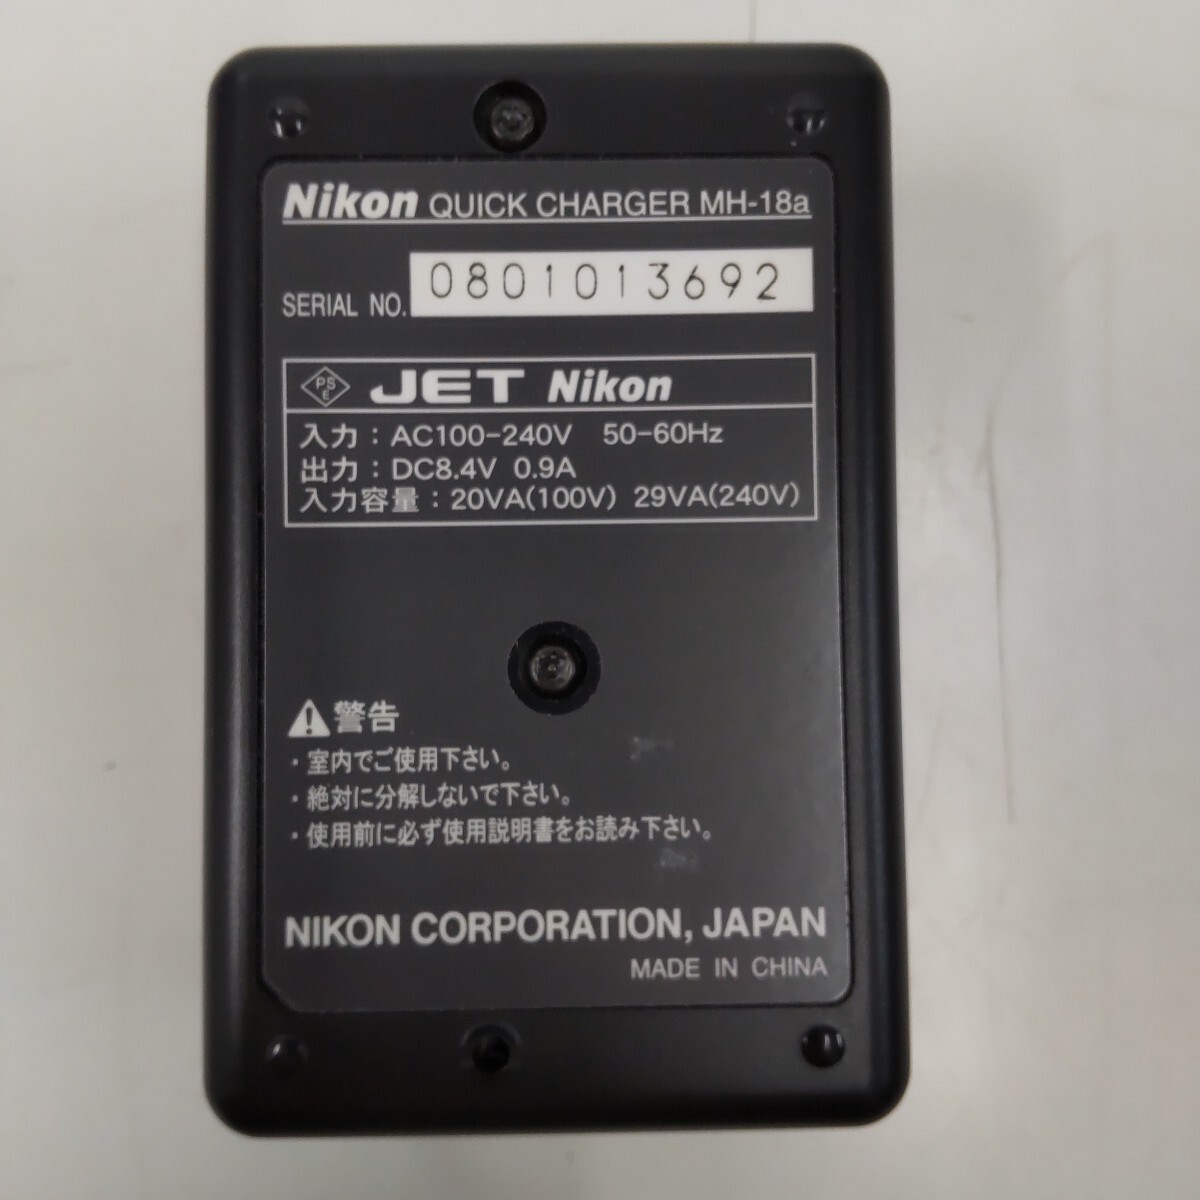 Nikon QUICK CHARGER MH-18a
SERIAL NO. 0801013692
PSE JET Nikon
入力：AC100-240V 50-60Hz
出力：DC8.4V 0.9A
入力容量：20VA(100V) 29VA(240V)
警告
・室内でご使用下さい。
・絶対に分解しないで下さい。
・使用前に必ず使用説明書をお読み下さい。
NIKON CORPORATION, JAPAN
MADE IN CHINA